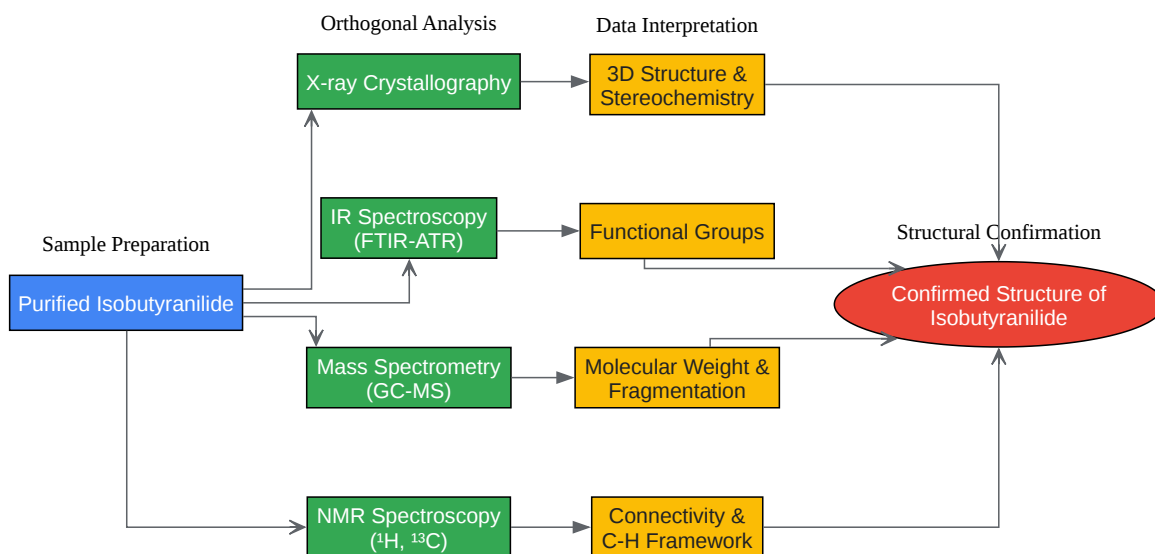 Orthogonal Analysis
Data Interpretation
X-ray Crystallography
3D Structure &
Stereochemistry
IR Spectroscopy
(FTIR-ATR)
Functional Groups
Sample Preparation
Structural Confirmation
Purified Isobutyranilide
Confirmed Structure of
Isobutyranilide
Mass Spectrometry
(GC-MS)
Molecular Weight &
Fragmentation
NMR Spectroscopy
(¹H, ¹³C)
Connectivity &
C-H Framework